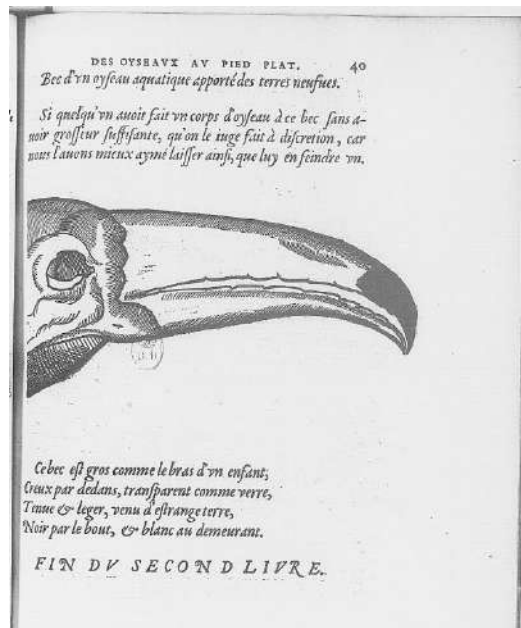 DES OYSEAVX AV PIED PLAT. 40
Bec d'vn oyseau aquatique apporté des terres neufues.
Si quelqu'vn auoit fait vn corps d'oyseau à ce bec sans a-
uoir grosseur suffisante, qu'on le iuge fait à discretion, car
nous l'auons mieux aymé laisser ainsi, que luy en feindre vn.
Ce bec est gros comme le bras d'vn enfant,
Creux par dedans, transparent comme verre,
Tenue & leger, venu d'estrange terre,
Noir par le bout, & blanc au demeurant.
FIN DV SECOND LIVRE.